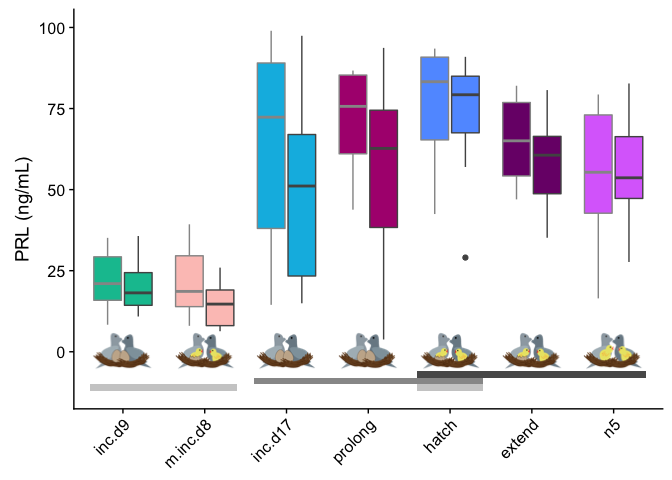 PRL (ng/mL)
100
75
50
25
0
inc.d9
m.inc.d8
inc.d17
prolong
hatch
extend
n5